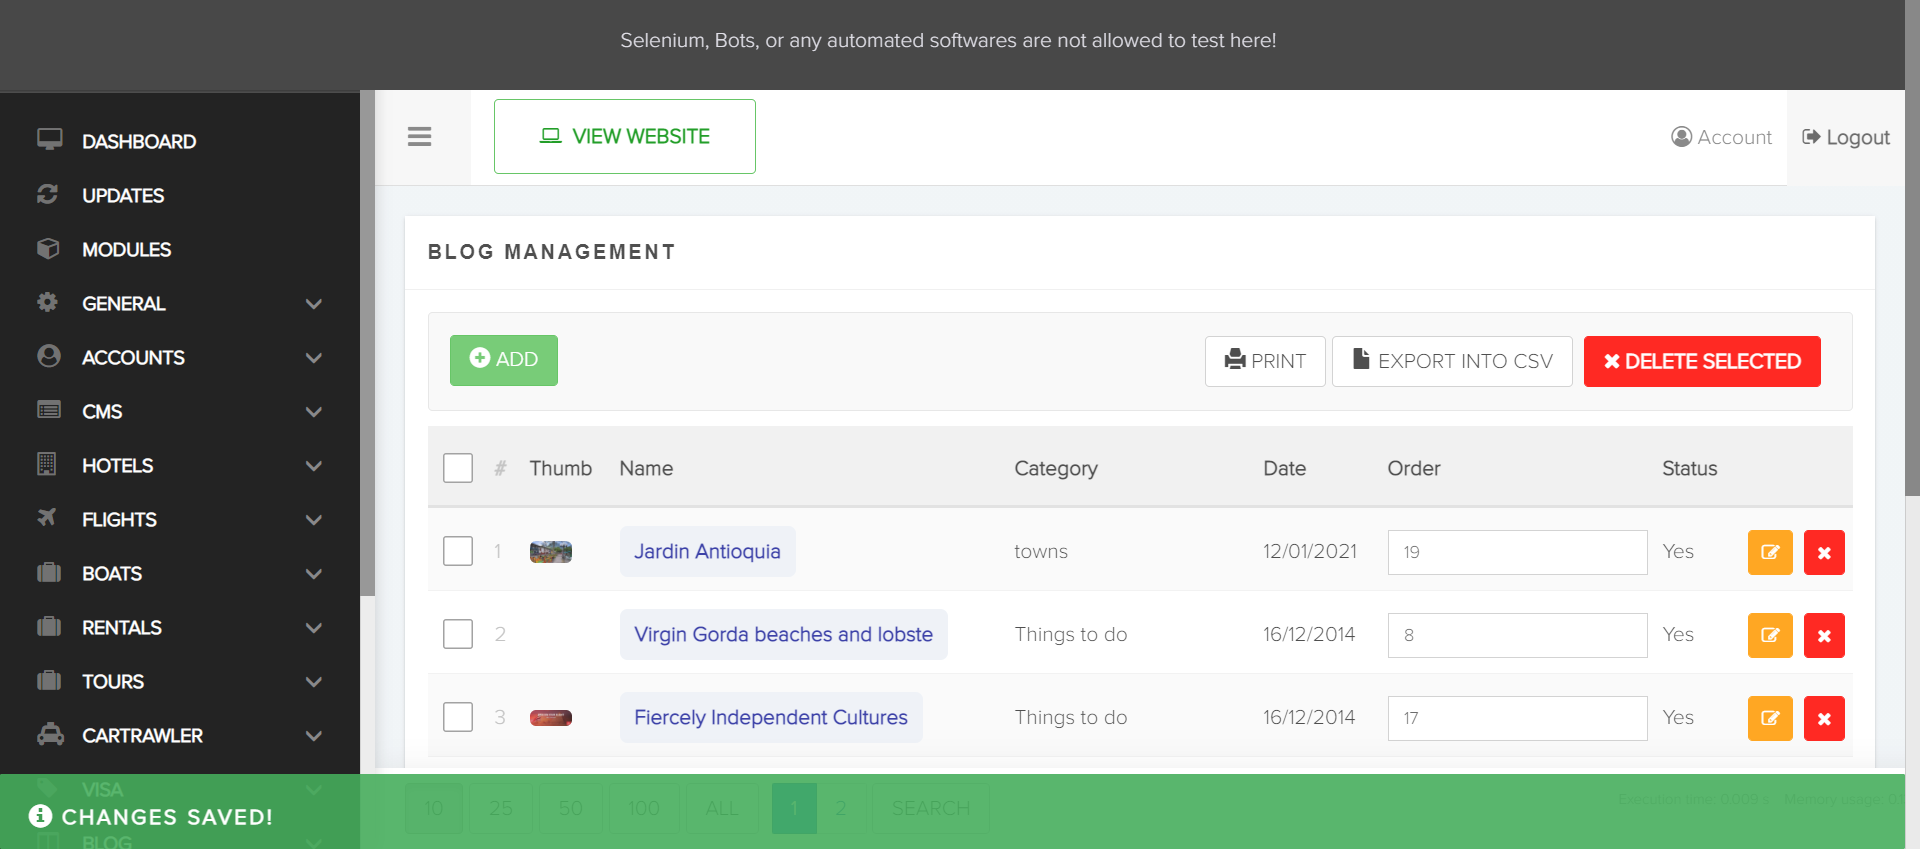 Selenium, Bots, or any automated softwares are not allowed to test here!
DASHBOARD
UPDATES
MODULES
GENERAL
ACCOUNTS
CMS
HOTELS
FLIGHTS
BOATS
RENTALS
TOURS
CARTRAWLER
VISA
BLOG
VIEW WEBSITE
Account
Logout
BLOG MANAGEMENT
ADD
PRINT
EXPORT INTO CSV
DELETE SELECTED
# Thumb Name Category Date Order Status
1 Jardin Antioquia towns 12/01/2021 19 Yes
2 Virgin Gorda beaches and lobste Things to do 16/12/2014 8 Yes
3 Fiercely Independent Cultures Things to do 16/12/2014 17 Yes
10 25 50 100 ALL 1 2 SEARCH
Execution time: 0.009 s Memory usage:
CHANGES SAVED!